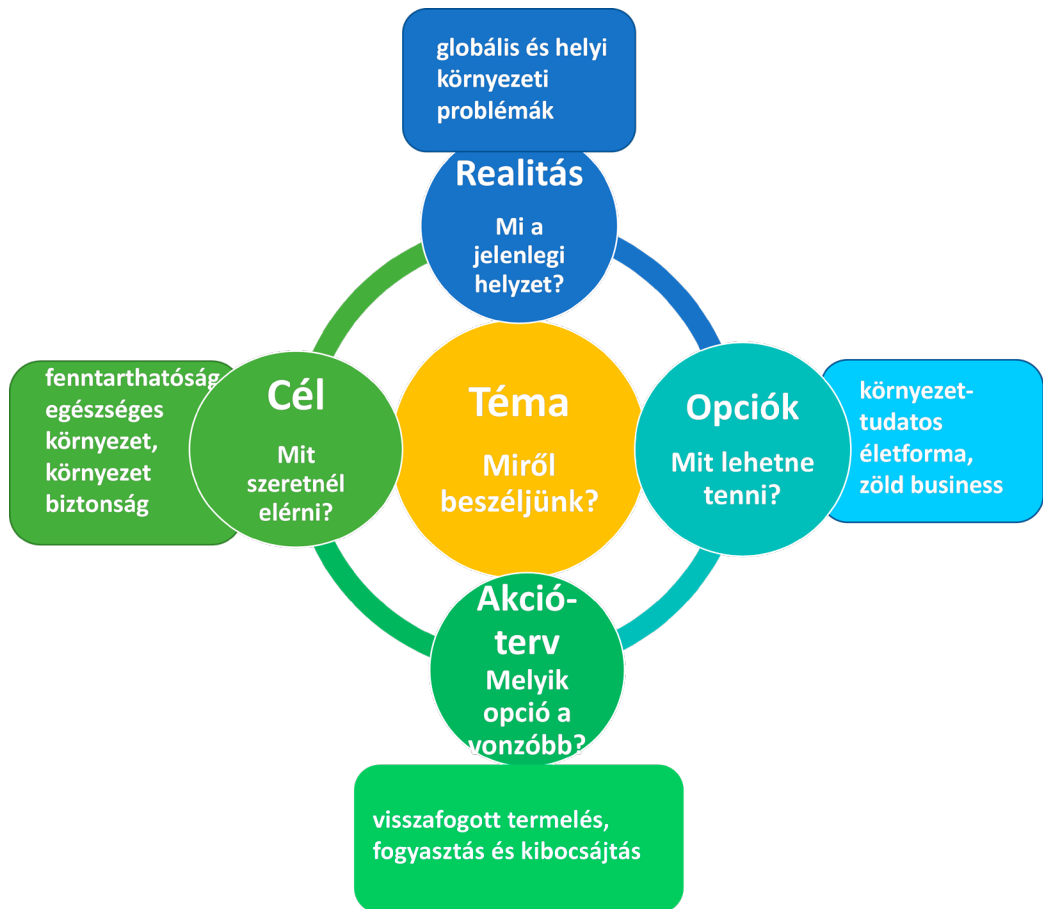 globális és helyi
környezeti
problémák
Realitás
Mi a
jelenlegi
helyzet?
fenntarthatóság
egészséges
környezet,
környezet
biztonság
Cél
Mit
szeretnél
elérni?
Téma
Miről
beszéljünk?
Opciók
Mit lehetne
tenni?
környezet-
tudatos
életforma,
zöld business
Akció-
terv
Melyik
opció a
vonzóbb?
visszafogott termelés,
fogyasztás és kibocsájtás